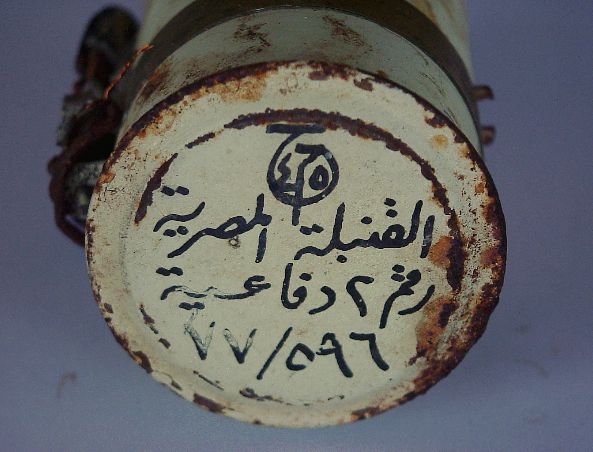 القنبلة المصرية
رقم ٢ دفاعية
٧٧/٥٩٦